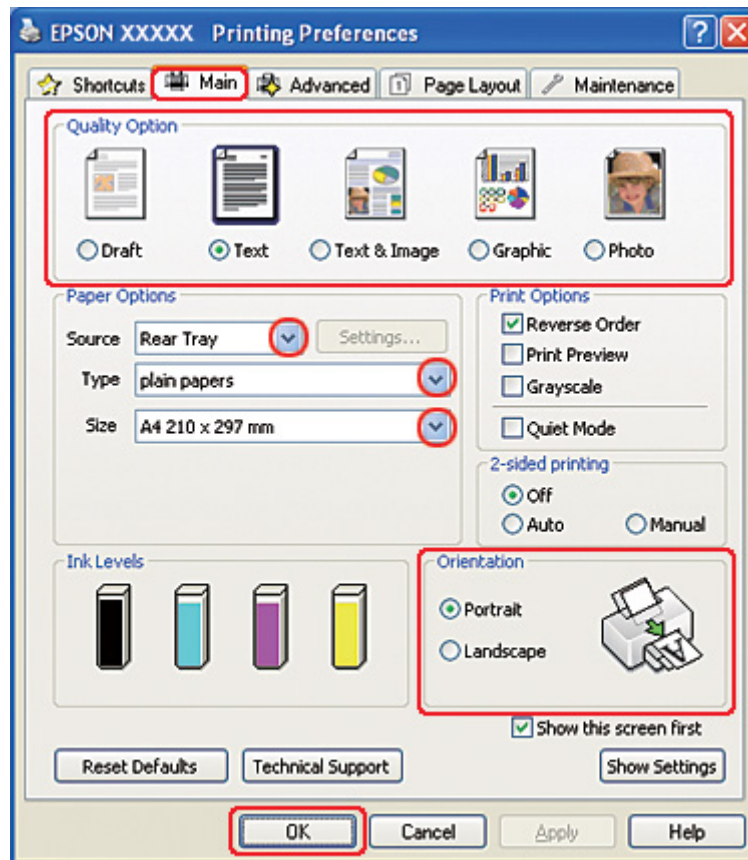 EPSON XXXXX Printing Preferences
Shortcuts Main Advanced Page Layout Maintenance
Quality Option
Draft Text Text & Image Graphic Photo
Paper Options
Source Rear Tray Settings...
Type plain papers
Size A4 210 x 297 mm
Print Options
Reverse Order
Print Preview
Grayscale
Quiet Mode
2-sided printing
Off
Auto Manual
Ink Levels
Orientation
Portrait
Landscape
Show this screen first
Reset Defaults Technical Support Show Settings
OK Cancel Apply Help